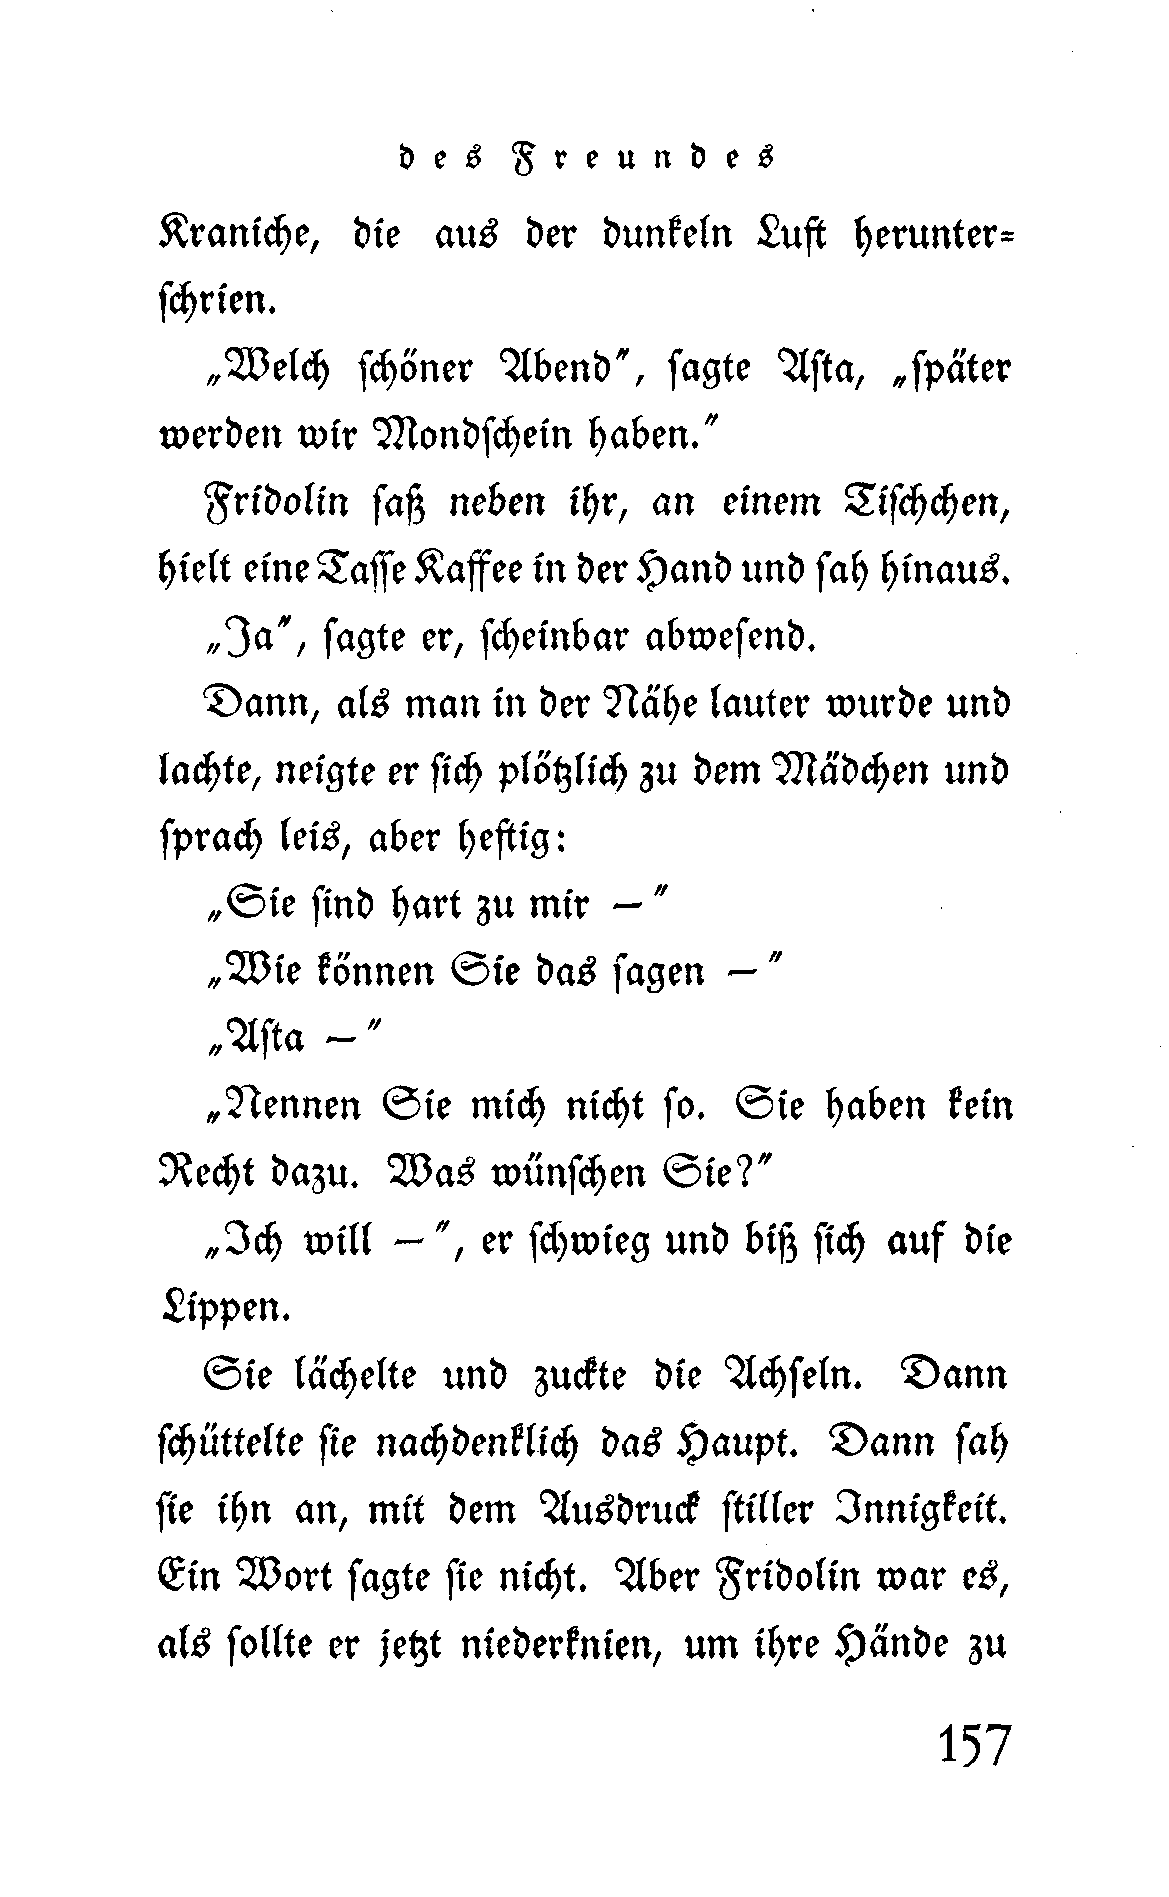 des Freundes
Kraniche, die aus der dunkeln Luft herunter=
schrien.
„Welch schöner Abend“, sagte Asta, „später
werden wir Mondschein haben.“
Fridolin saß neben ihr, an einem Tischchen,
hielt eine Tasse Kaffee in der Hand und sah hinaus.
„Ja“, sagte er, scheinbar abwesend.
Dann, als man in der Nähe lauter wurde und
lachte, neigte er sich plötzlich zu dem Mädchen und
sprach leis, aber heftig:
„Sie sind hart zu mir —“
„Wie können Sie das sagen —“
„Asta —“
„Nennen Sie mich nicht so. Sie haben kein
Recht dazu. Was wünschen Sie?“
„Ich will —“, er schwieg und biß sich auf die
Lippen.
Sie lächelte und zuckte die Achseln. Dann
schüttelte sie nachdenklich das Haupt. Dann sah
sie ihn an, mit dem Ausdruck stiller Innigkeit.
Ein Wort sagte sie nicht. Aber Fridolin war es,
als sollte er jetzt niederknien, um ihre Hände zu
157